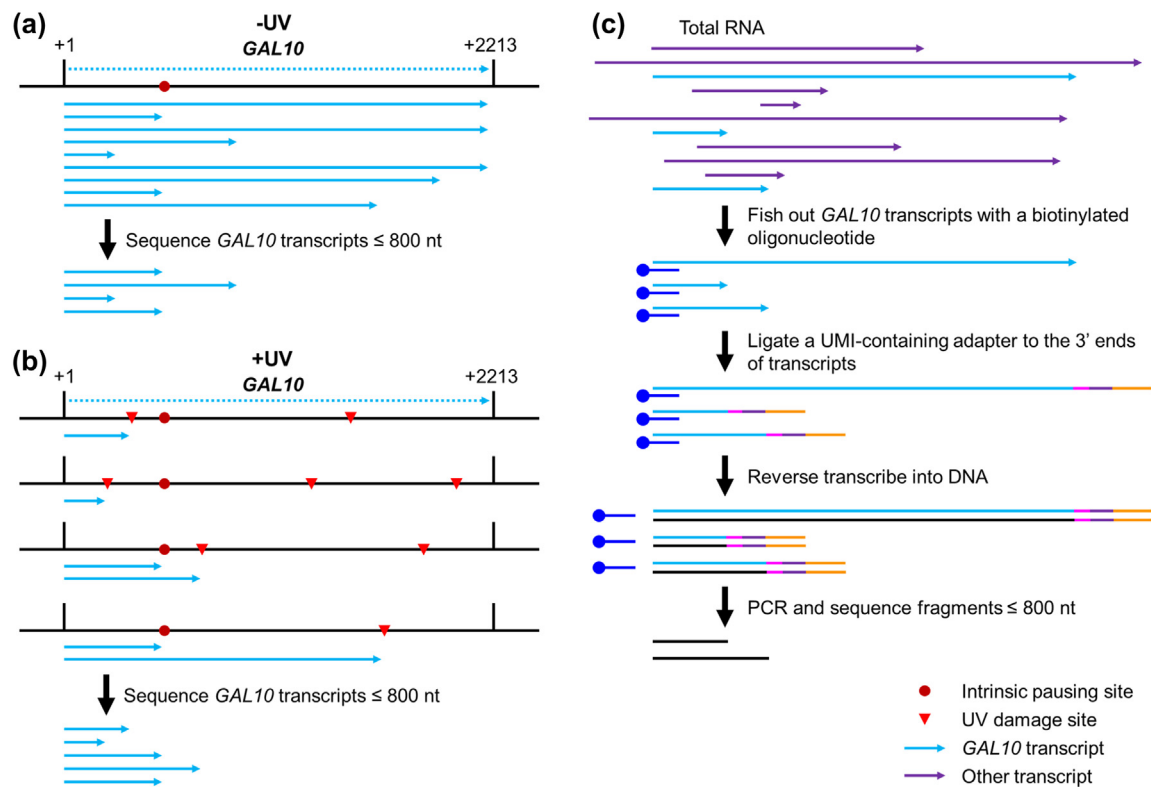 (a)
-UV
GAL10
+1
+2213
Sequence GAL10 transcripts ≤ 800 nt
(b)
+UV
GAL10
+1
+2213
Sequence GAL10 transcripts ≤ 800 nt
(c)
Total RNA
Fish out GAL10 transcripts with a biotinylated
oligonucleotide
Ligate a UMI-containing adapter to the 3' ends
of transcripts
Reverse transcribe into DNA
PCR and sequence fragments ≤ 800 nt
Intrinsic pausing site
UV damage site
GAL10 transcript
Other transcript